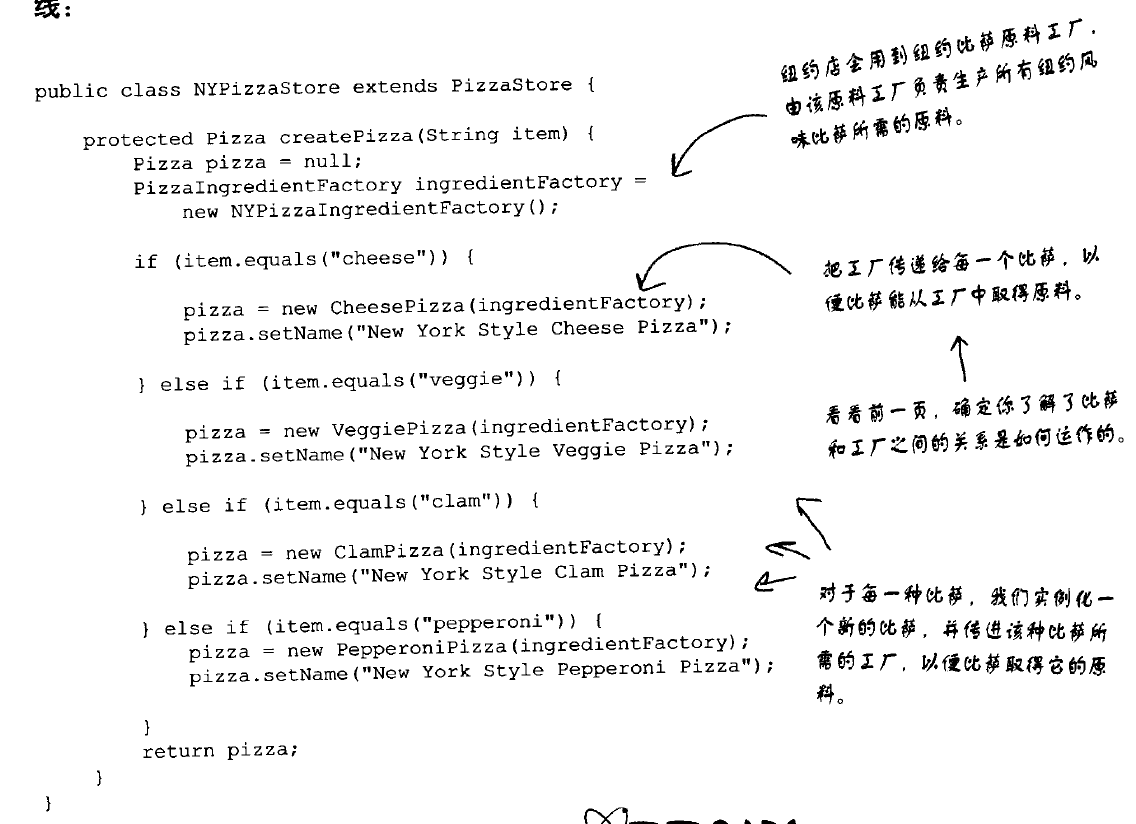 线：
public class NYPizzaStore extends PizzaStore {
protected Pizza createPizza(String item) {
Pizza pizza = null;
PizzaIngredientFactory ingredientFactory =
new NYPizzaIngredientFactory();
if (item.equals("cheese")) {
pizza = new CheesePizza(ingredientFactory);
pizza.setName("New York Style Cheese Pizza");
} else if (item.equals("veggie")) {
pizza = new VeggiePizza(ingredientFactory);
pizza.setName("New York Style Veggie Pizza");
} else if (item.equals("clam")) {
pizza = new ClamPizza(ingredientFactory);
pizza.setName("New York Style Clam Pizza");
} else if (item.equals("pepperoni")) {
pizza = new PepperoniPizza(ingredientFactory);
pizza.setName("New York Style Pepperoni Pizza");
}
return pizza;
}
}
纽约店会用到纽约比萨原料工厂，
由该原料工厂负责生产所有纽约风
味比萨所需的原料。
把工厂传递给每一个比萨，以
便比萨能从工厂中取得原料。
看看前一页，确定你了解了比萨
和工厂之间的关系是如何运作的。
对于每一种比萨，我们实例化一
个新的比萨，并传进该种比萨所
需的工厂，以便比萨取得它的原
料。